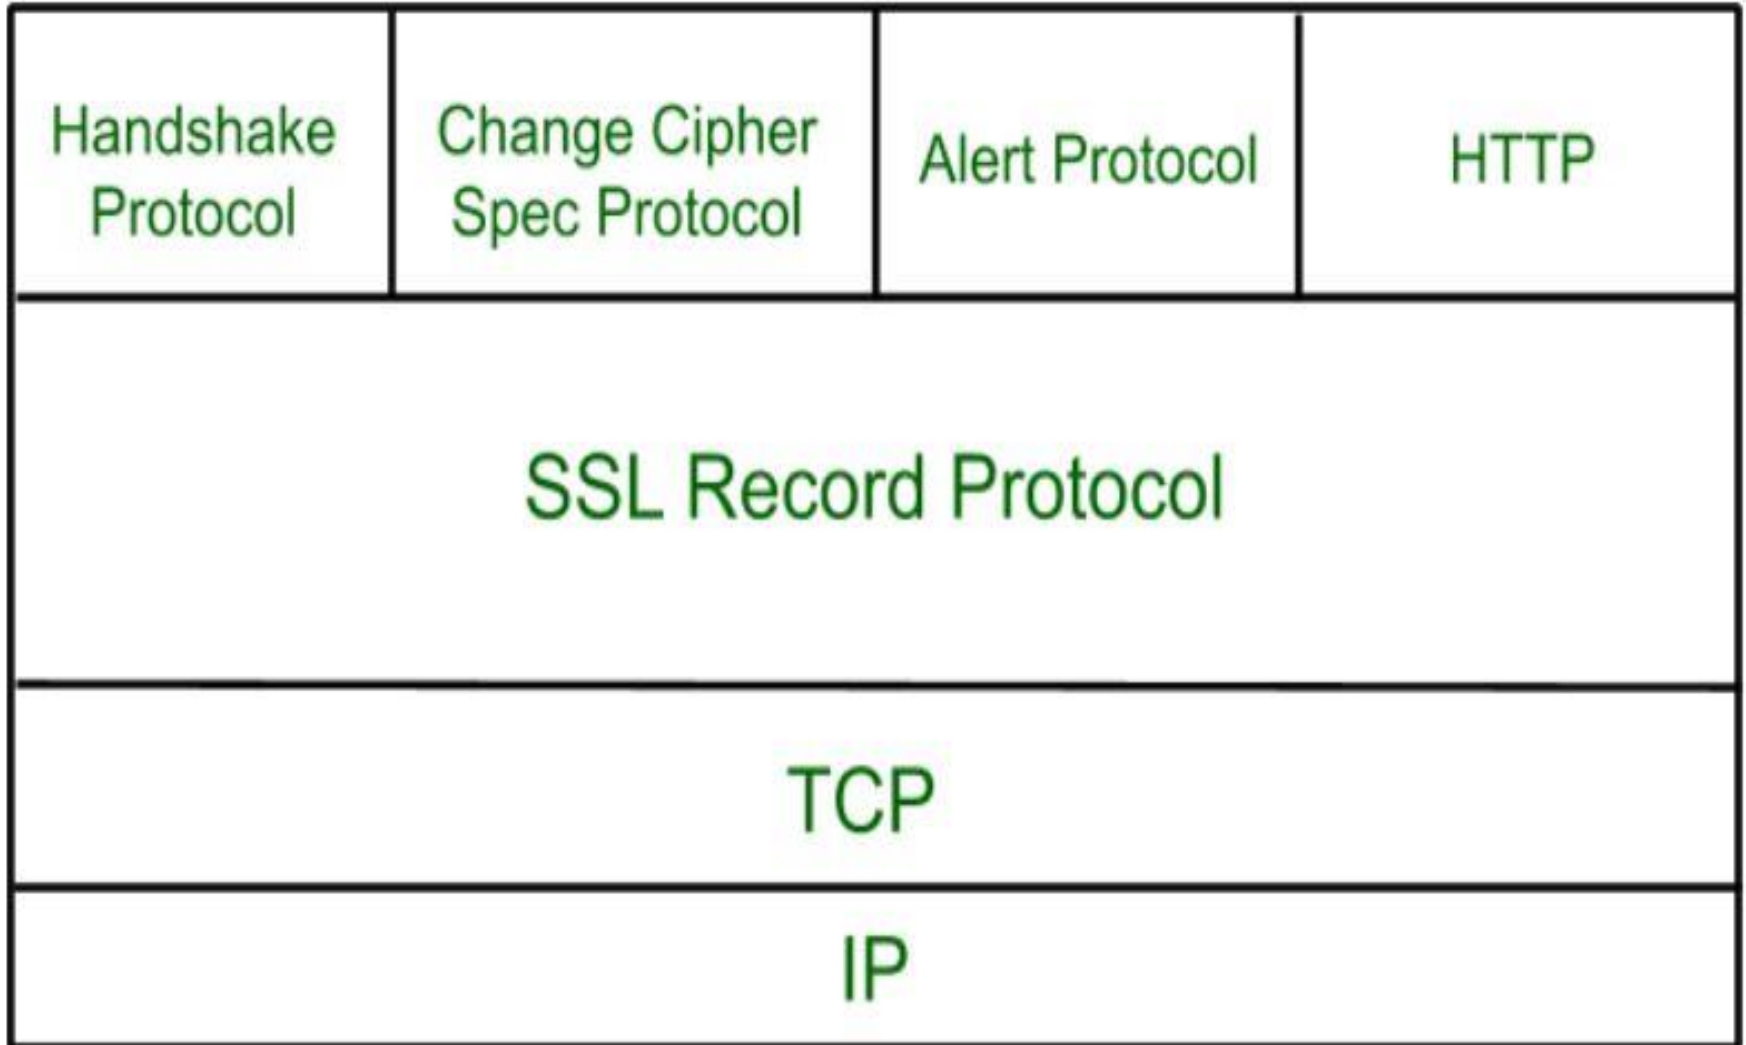 Handshake
Protocol
Change Cipher
Spec Protocol
Alert Protocol
HTTP
SSL Record Protocol
TCP
IP